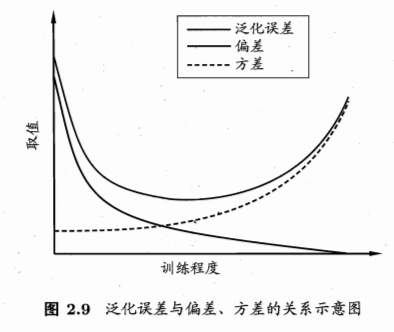 泛化误差
偏差
方差
取值
训练程度
图 2.9 泛化误差与偏差、方差的关系示意图